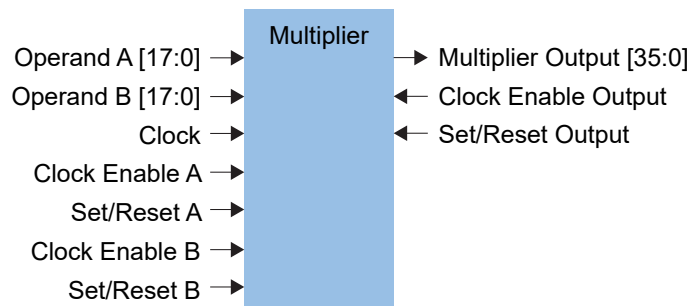 Multiplier
Operand A [17:0]
Multiplier Output [35:0]
Operand B [17:0]
Clock Enable Output
Clock
Set/Reset Output
Clock Enable A
Set/Reset A
Clock Enable B
Set/Reset B